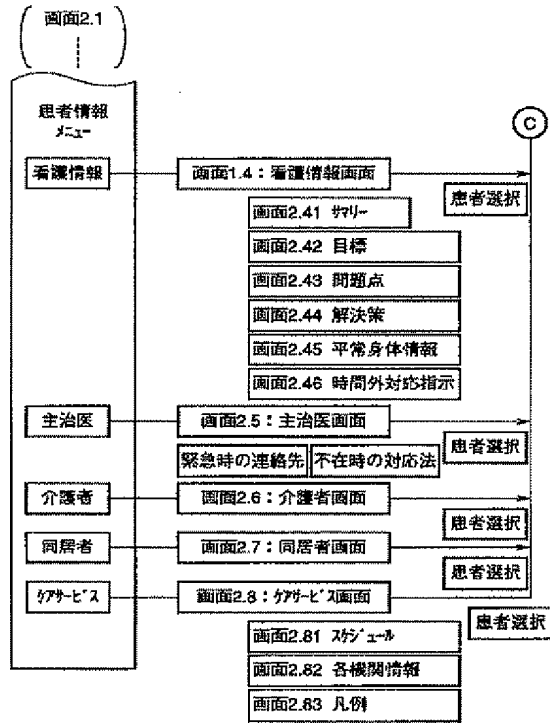 画面2.1
患者情報
メニュー
C
看護情報
画面1.4：看護情報画面
患者選択
画面2.41 サマリー
画面2.42 目標
画面2.43 問題点
画面2.44 解決策
画面2.45 平常身体情報
画面2.46 時間外対応指示
主治医
画面2.5：主治医画面
患者選択
緊急時の連絡先 不在時の対応法
介護者
画面2.6：介護者画面
患者選択
同居者
画面2.7：同居者画面
患者選択
ケアサービス
画面2.8：ケアサービス画面
患者選択
画面2.81 スケジュール
画面2.82 各機関情報
画面2.83 凡例